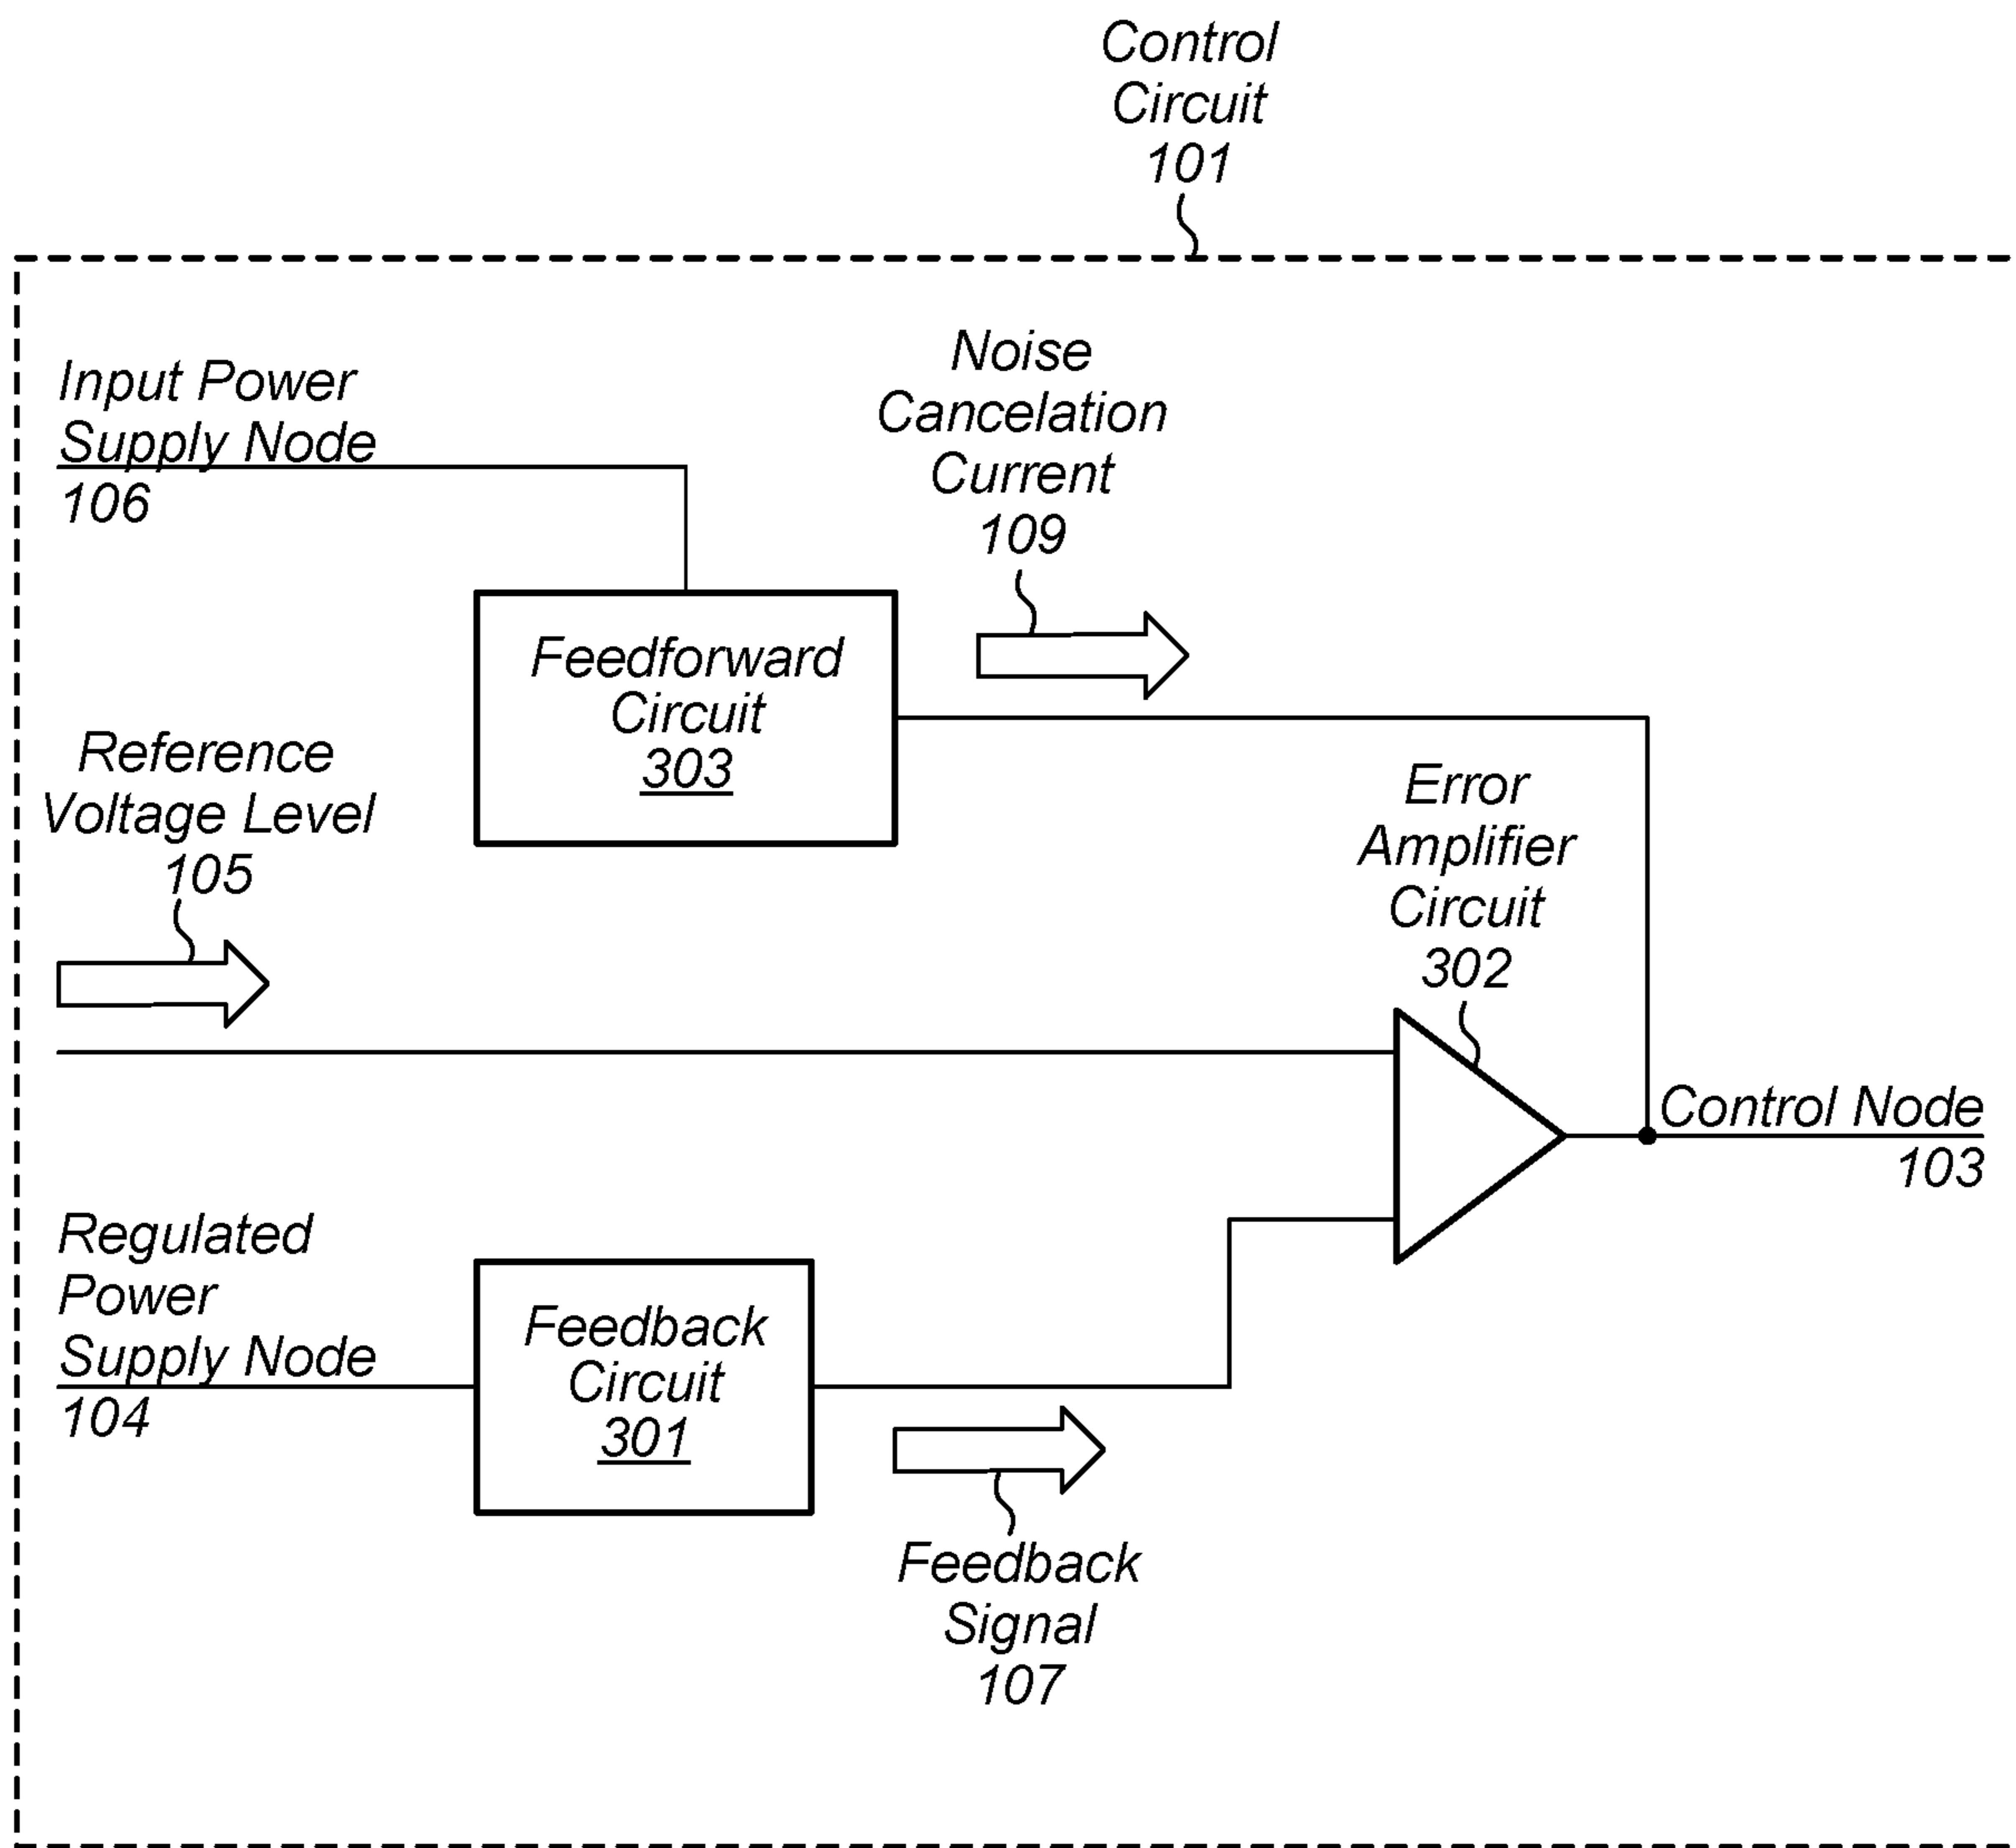 Control
Circuit
101
Input Power
Supply Node
106
Noise
Cancelation
Current
109
Feedforward
Circuit
303
Reference
Voltage Level
105
Error
Amplifier
Circuit
302
Control Node
103
Regulated
Power
Supply Node
104
Feedback
Circuit
301
Feedback
Signal
107